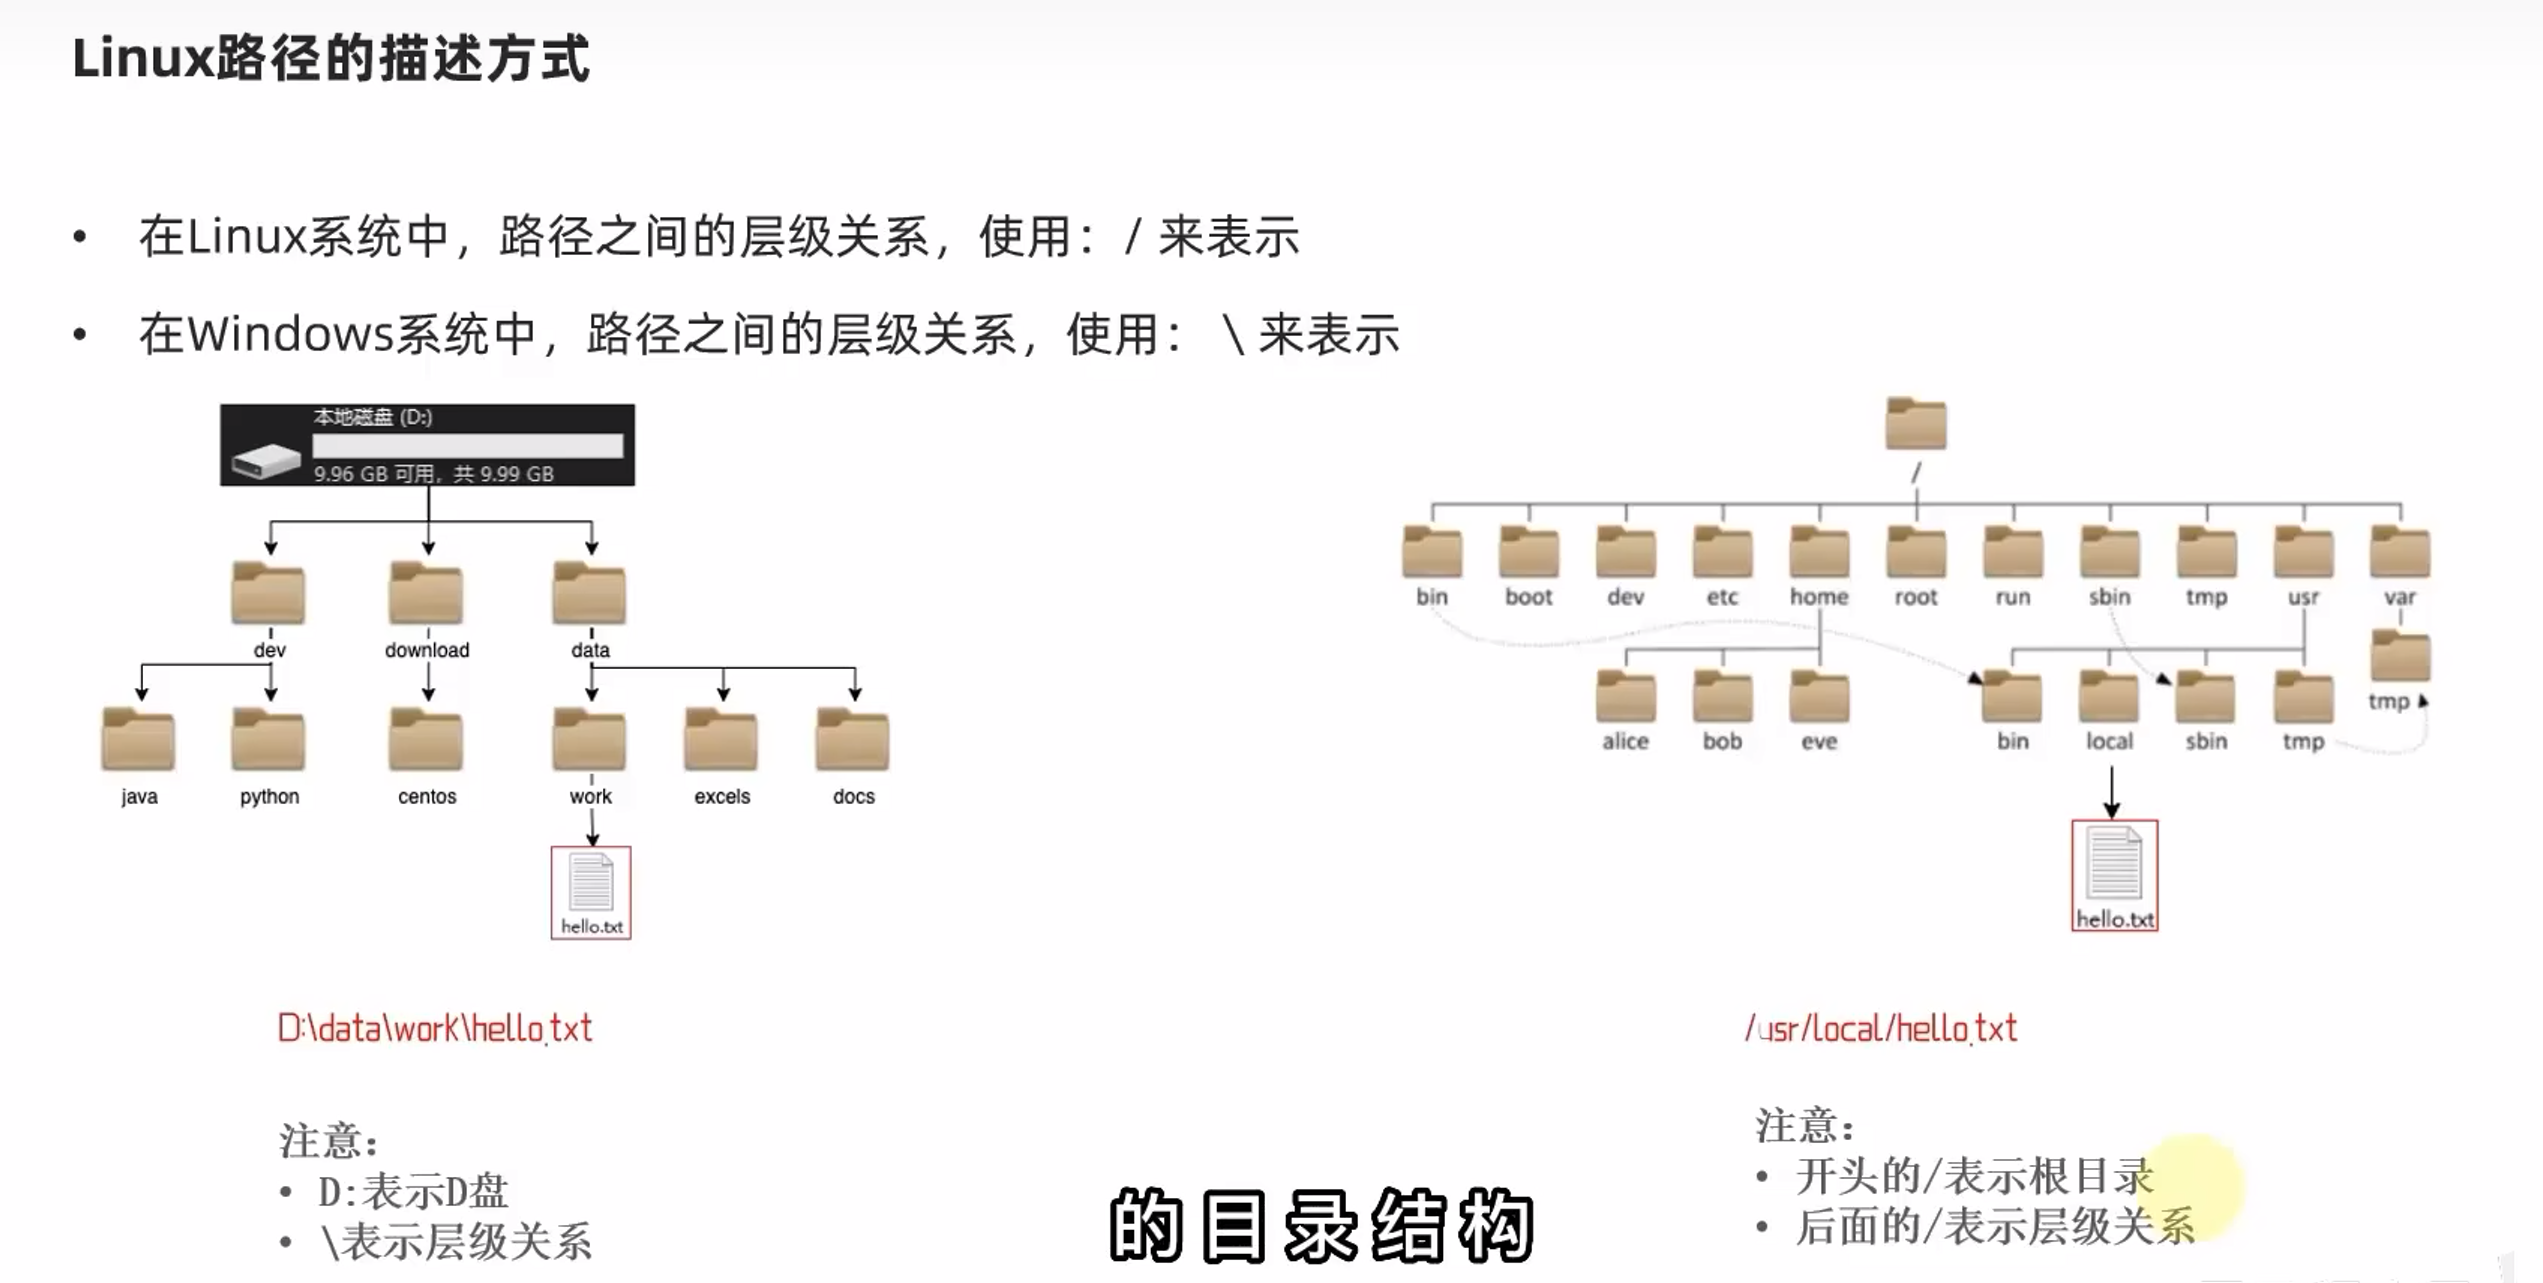 Linux路径的描述方式
• 在Linux系统中，路径之间的层级关系，使用：/ 来表示
• 在Windows系统中，路径之间的层级关系，使用： \ 来表示
本地磁盘 (D:)
9.96 GB 可用，共 9.99 GB
dev download data
java python centos work excels docs
hello.txt
D:\data\work\hello.txt
注意：
• D:表示D盘
• \表示层级关系
/
bin boot dev etc home root run sbin tmp usr var
tmp
alice bob eve bin local sbin tmp
hello.txt
/usr/local/hello.txt
注意：
• 开头的/表示根目录
• 后面的/表示层级关系
的目录结构